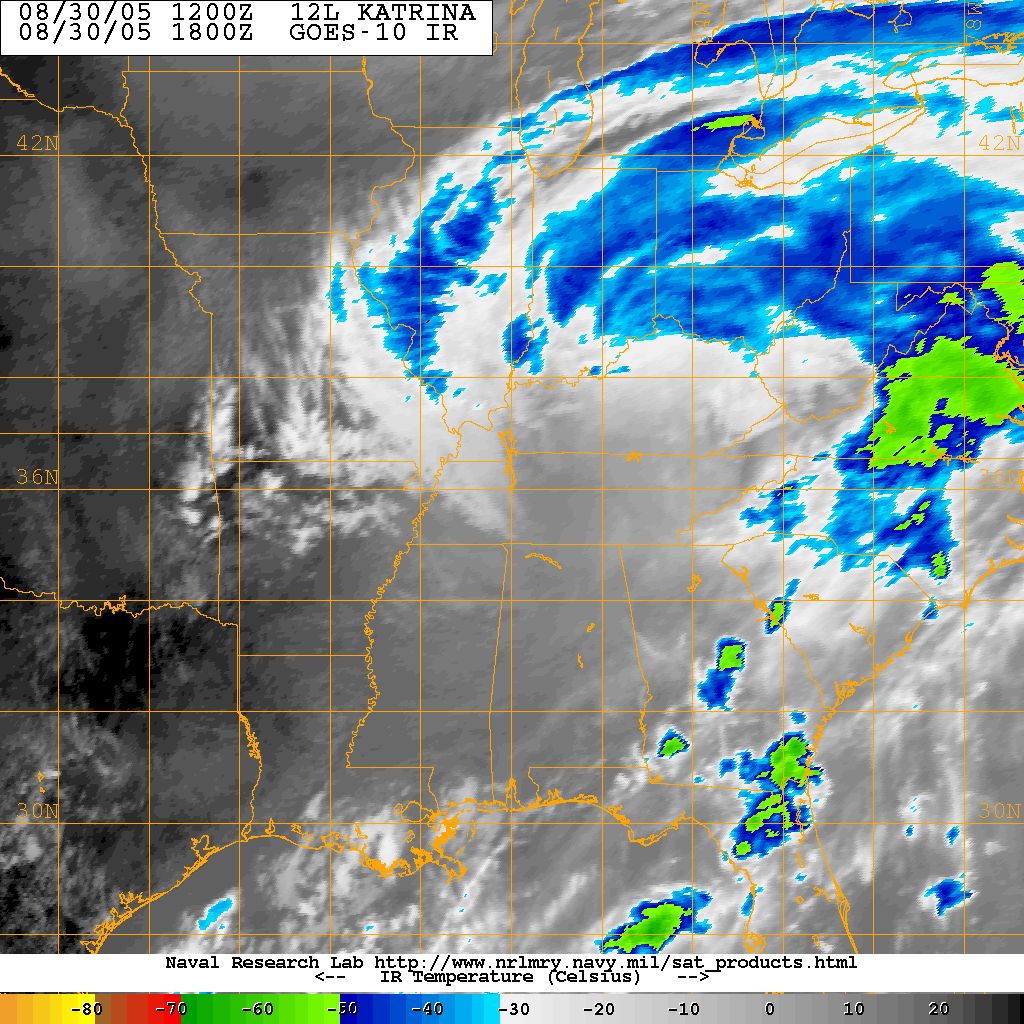 08/30/05 1200Z 12L KATRINA
08/30/05 1800Z GOES-10 IR
42N 42N
36N 36N
30N 30N
Naval Research Lab http://www.nrlmry.navy.mil/sat_products.html
<-- IR Temperature (Celsius) -->
-80 -70 -60 -50 -40 -30 -20 -10 0 10 20